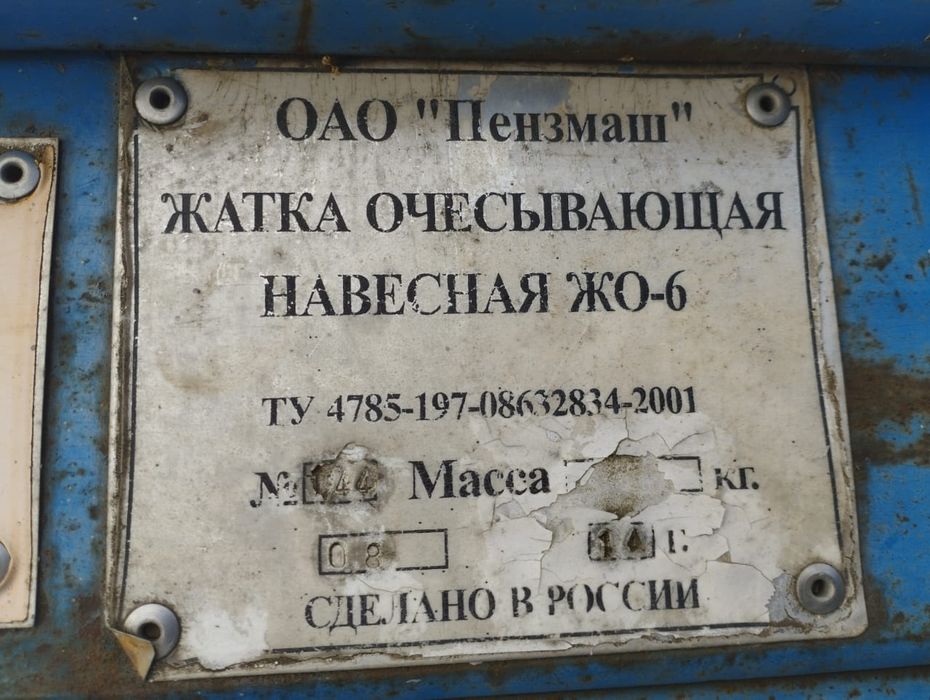 ОАО "Пензмаш"
ЖАТКА ОЧЕСЫВАЮЩАЯ
НАВЕСНАЯ ЖО-6
ТУ 4785-197-08632834-2001
№ Масса кг.
08 14 г.
СДЕЛАНО В РОССИИ